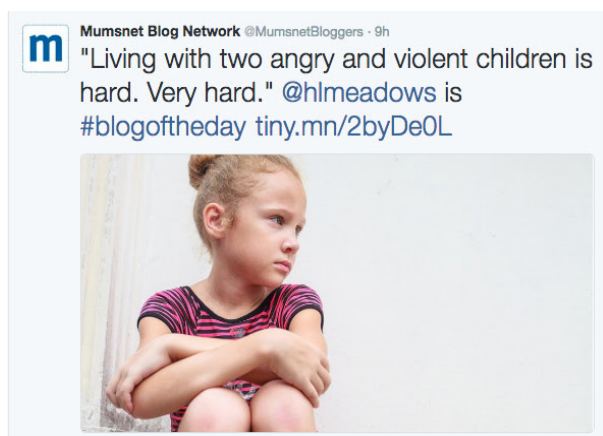 m
Mumsnet Blog Network @MumsnetBloggers · 9h
"Living with two angry and violent children is
hard. Very hard." @hlmeadows is
#blogoftheday tiny.mn/2byDe0L